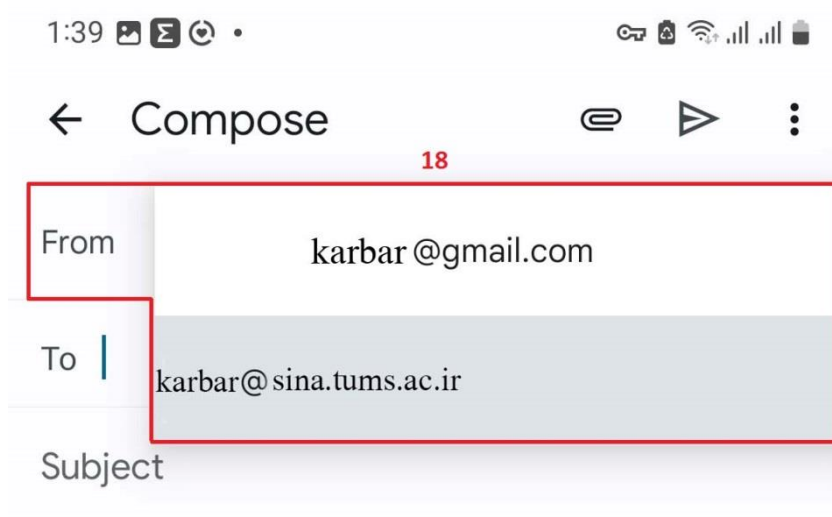 1:39
Compose
18
From
karbar @gmail.com
To
karbar@ sina.tums.ac.ir
Subject